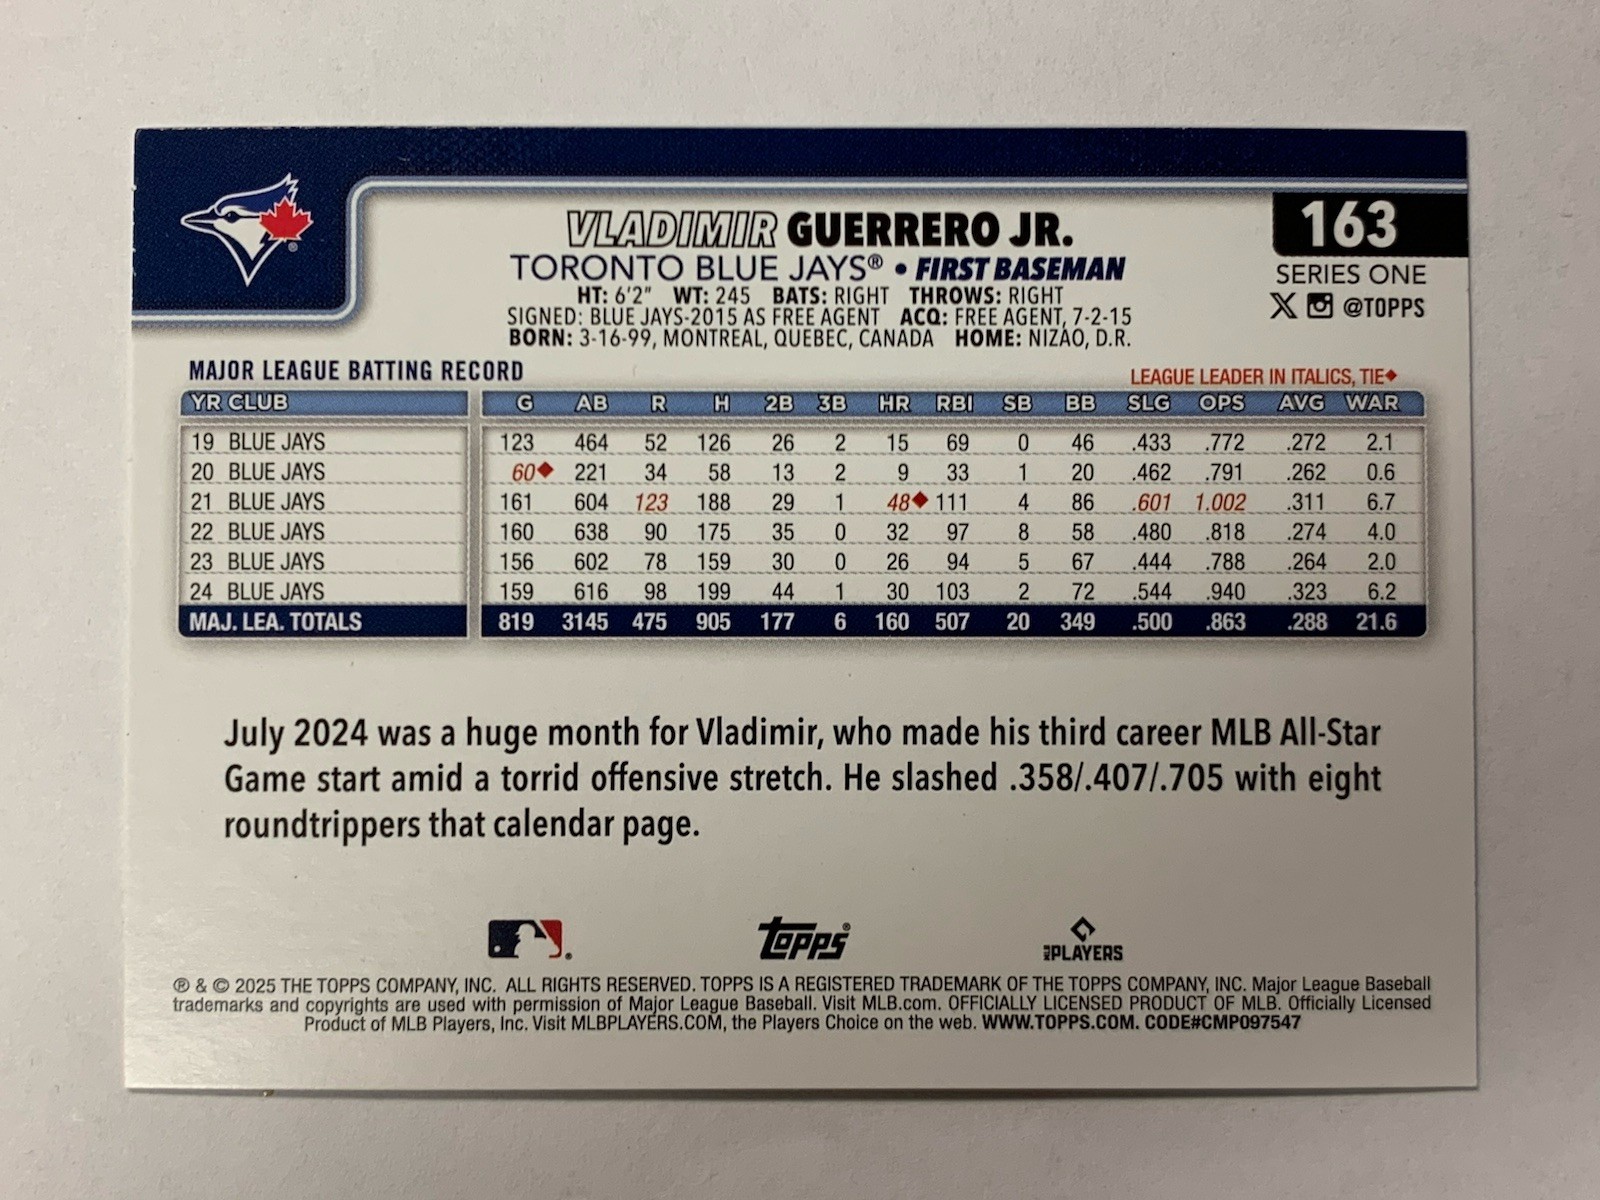 VLADIMIR GUERRERO JR.
163
TORONTO BLUE JAYS® • FIRST BASEMAN
SERIES ONE
HT: 6'2" WT: 245 BATS: RIGHT THROWS: RIGHT
@TOPPS
SIGNED: BLUE JAYS-2015 AS FREE AGENT ACQ: FREE AGENT, 7-2-15
BORN: 3-16-99, MONTREAL, QUEBEC, CANADA HOME: NIZAO, D.R.
MAJOR LEAGUE BATTING RECORD
LEAGUE LEADER IN ITALICS, TIE◆
YR CLUB G AB R H 2B 3B HR RBI SB BB SLG OPS AVG WAR
19 BLUE JAYS 123 464 52 126 26 2 15 69 0 46 .433 .772 .272 2.1
20 BLUE JAYS 60◆ 221 34 58 13 2 9 33 1 20 .462 .791 .262 0.6
21 BLUE JAYS 161 604 123 188 29 1 48◆ 111 4 86 .601 1.002 .311 6.7
22 BLUE JAYS 160 638 90 175 35 0 32 97 8 58 .480 .818 .274 4.0
23 BLUE JAYS 156 602 78 159 30 0 26 94 5 67 .444 .788 .264 2.0
24 BLUE JAYS 159 616 98 199 44 1 30 103 2 72 .544 .940 .323 6.2
MAJ. LEA. TOTALS 819 3145 475 905 177 6 160 507 20 349 .500 .863 .288 21.6
July 2024 was a huge month for Vladimir, who made his third career MLB All-Star
Game start amid a torrid offensive stretch. He slashed .358/.407/.705 with eight
roundtrippers that calendar page.
Topps®
MLB PLAYERS
® & © 2025 THE TOPPS COMPANY, INC. ALL RIGHTS RESERVED. TOPPS IS A REGISTERED TRADEMARK OF THE TOPPS COMPANY, INC. Major League Baseball
trademarks and copyrights are used with permission of Major League Baseball. Visit MLB.com. OFFICIALLY LICENSED PRODUCT OF MLB. Officially Licensed
Product of MLB Players, Inc. Visit MLBPLAYERS.COM, the Players Choice on the web. WWW.TOPPS.COM. CODE#CMP097547